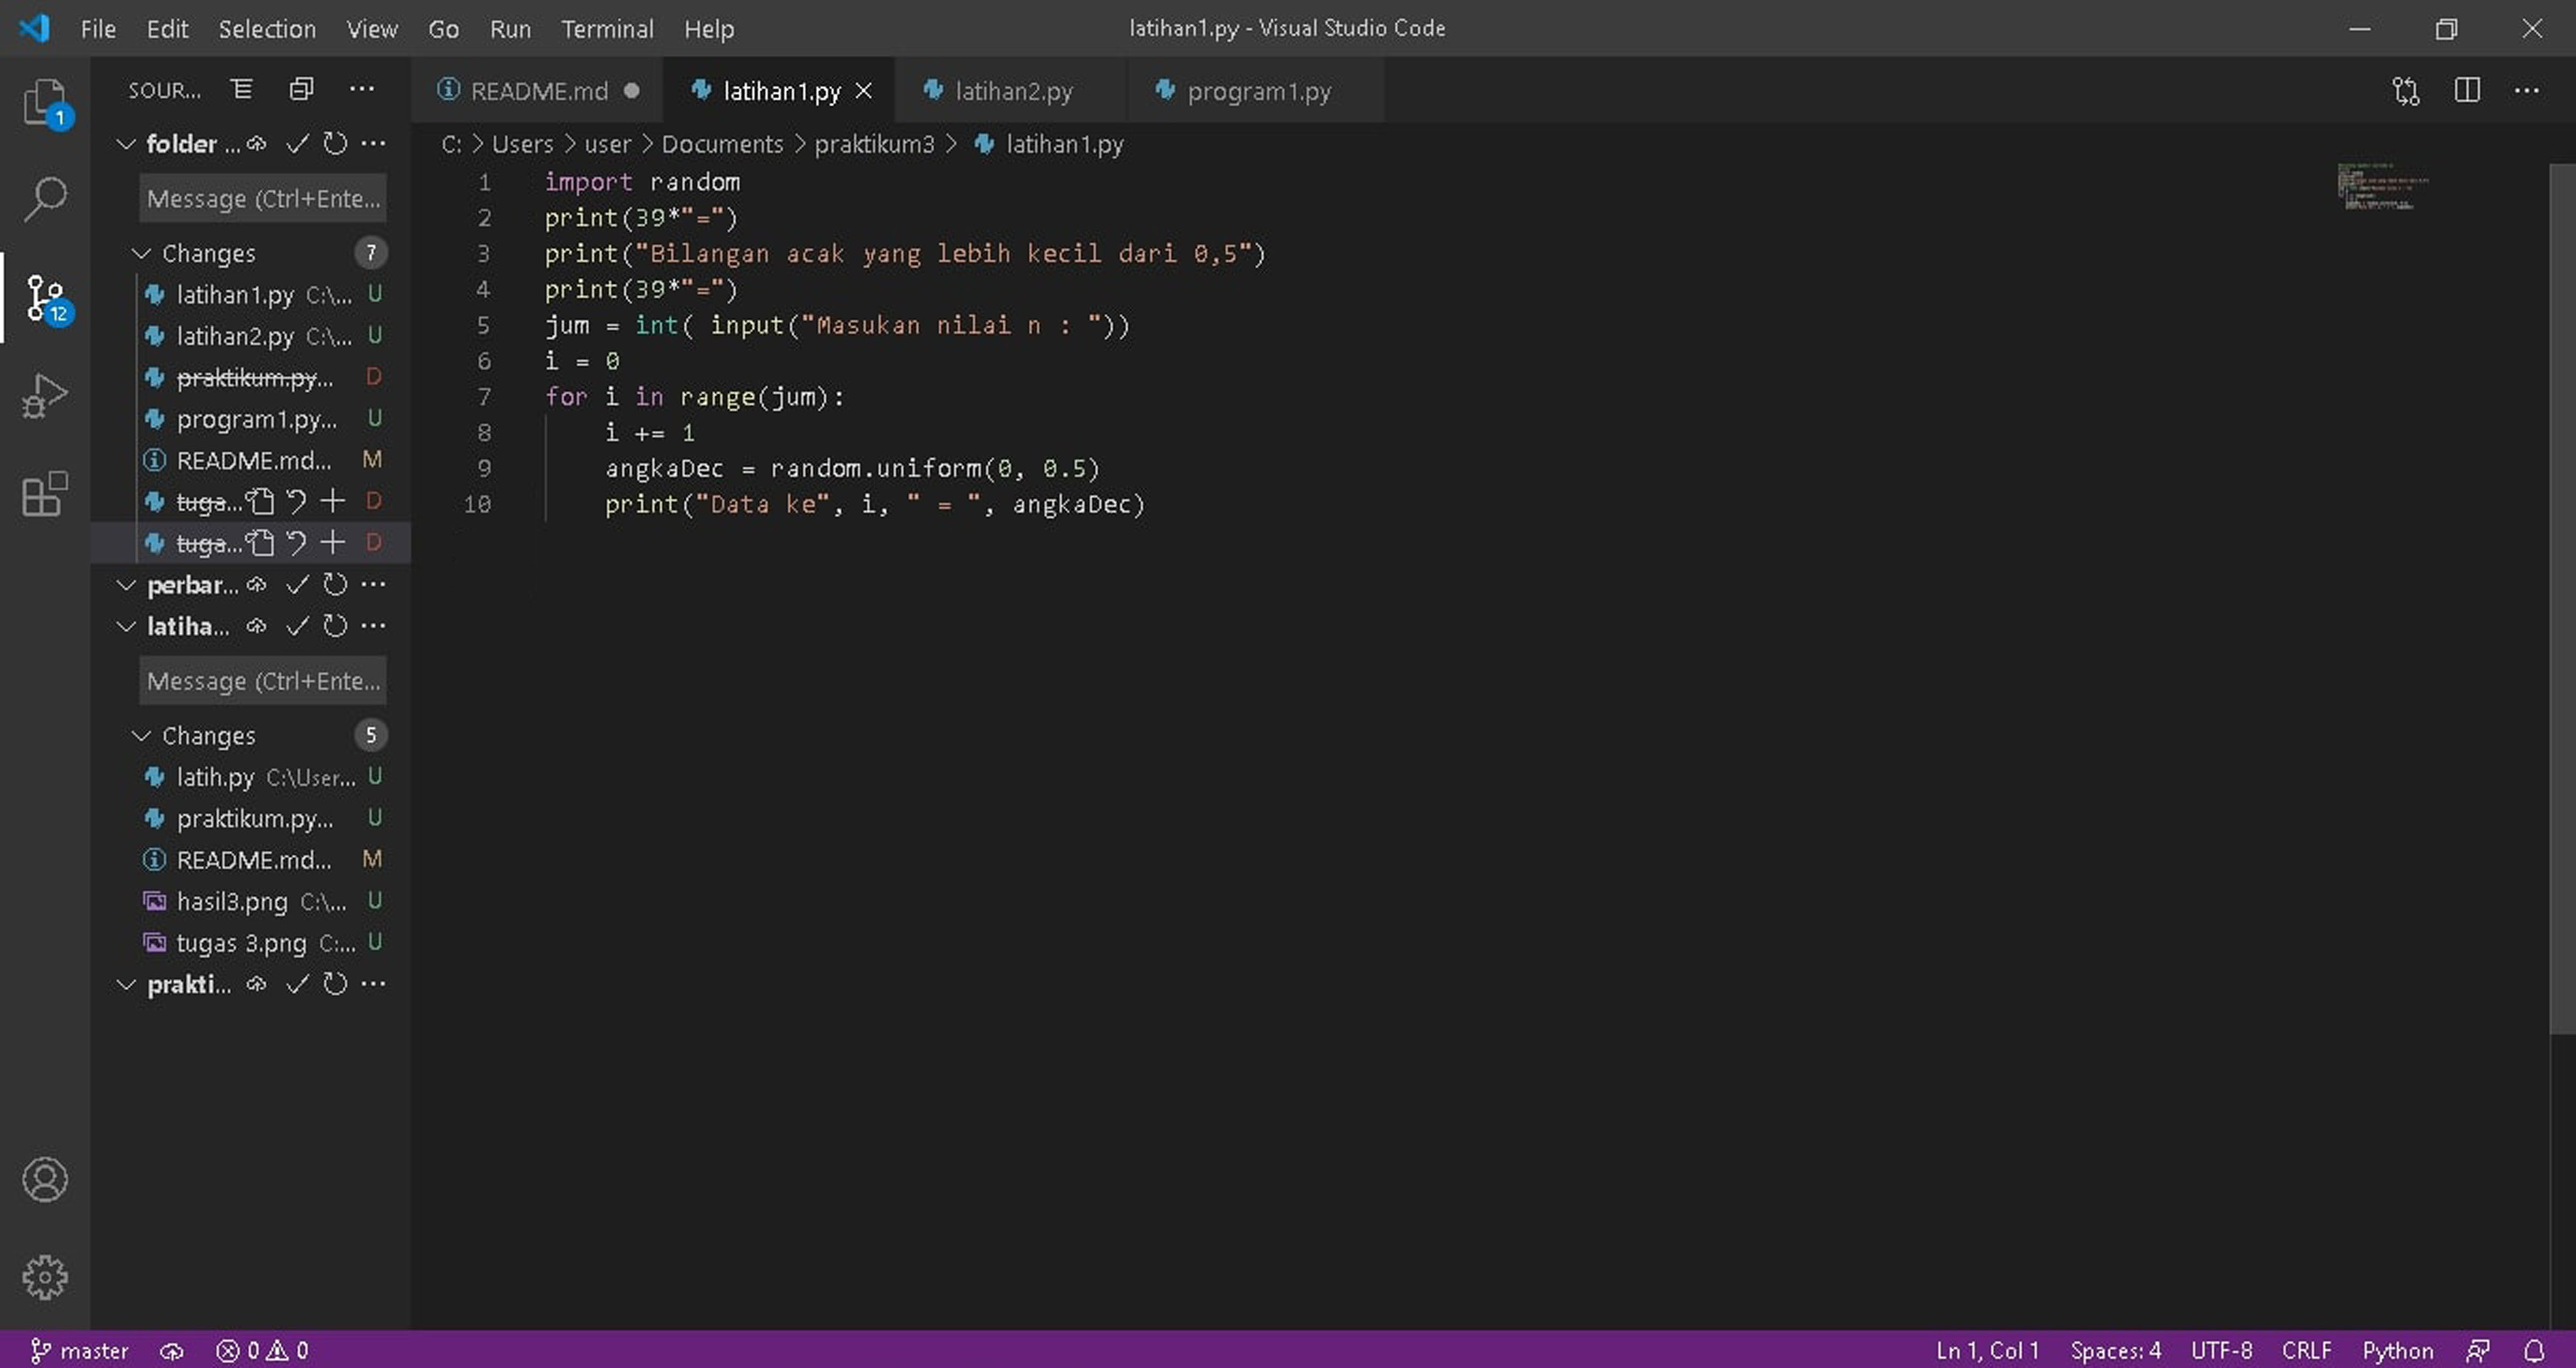 File Edit Selection View Go Run Terminal Help
latihan1.py - Visual Studio Code
1
12
SOUR...
folder ...
Message (Ctrl+Ente...
Changes 7
latihan1.py C:\... U
latihan2.py C:\... U
praktikum.py... D
program1.py... U
README.md... M
tuga... D
tuga... D
perbar...
latiha...
Message (Ctrl+Ente...
Changes 5
latih.py C:\User... U
praktikum.py... U
README.md... M
hasil3.png C:\... U
tugas 3.png C:... U
prakti...
README.md latihan1.py latihan2.py program1.py
C: > Users > user > Documents > praktikum3 > latihan1.py
1 import random
2 print(39*"=")
3 print("Bilangan acak yang lebih kecil dari 0,5")
4 print(39*"=")
5 jum = int( input("Masukan nilai n : "))
6 i = 0
7 for i in range(jum):
8 i += 1
9 angkaDec = random.uniform(0, 0.5)
10 print("Data ke", i, " = ", angkaDec)
master 0 0 Ln 1, Col 1 Spaces: 4 UTF-8 CRLF Python